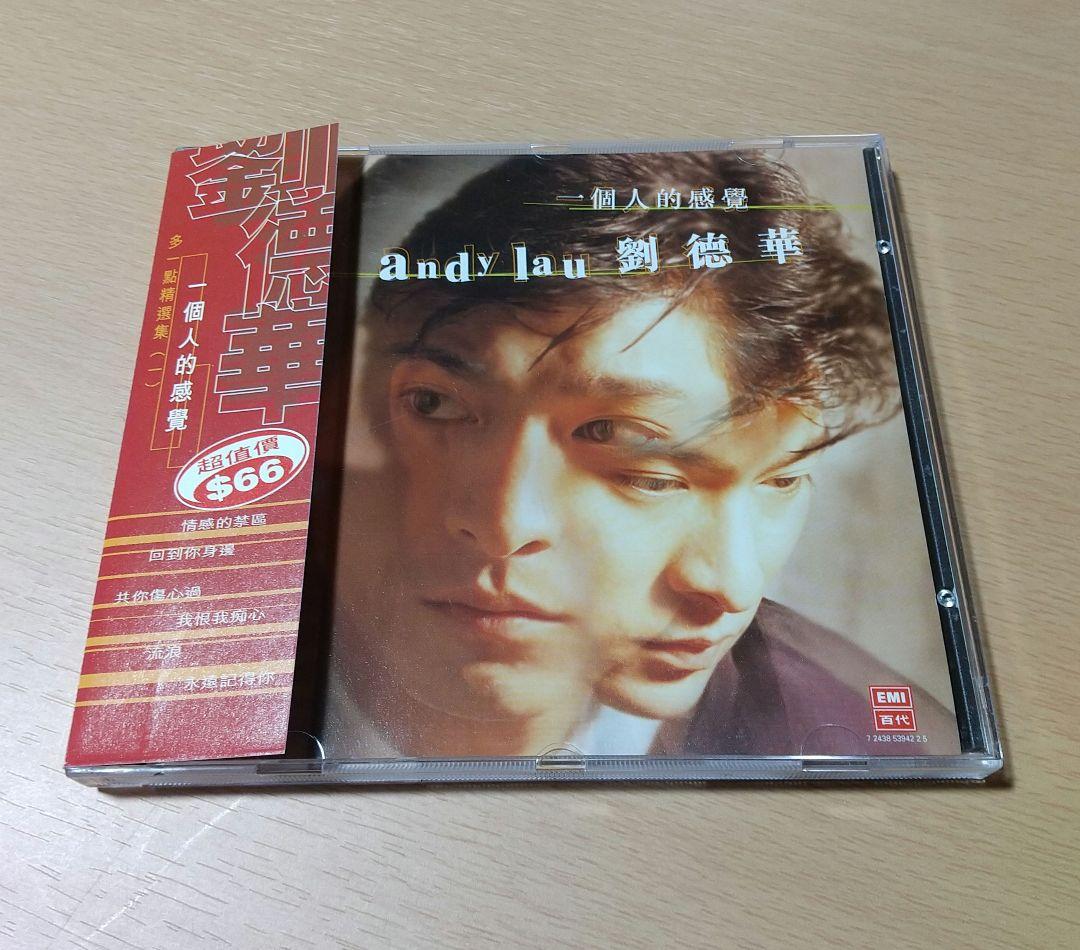 劉德華
多一點精選集(一)
一個人的感覺
超值價
$66
情感的禁區
回到你身邊
共你傷心過
我恨我痴心
流浪
永遠記得你
一個人的感覺
andy lau 劉德華
EMI
百代
7 2438 53942 2 5